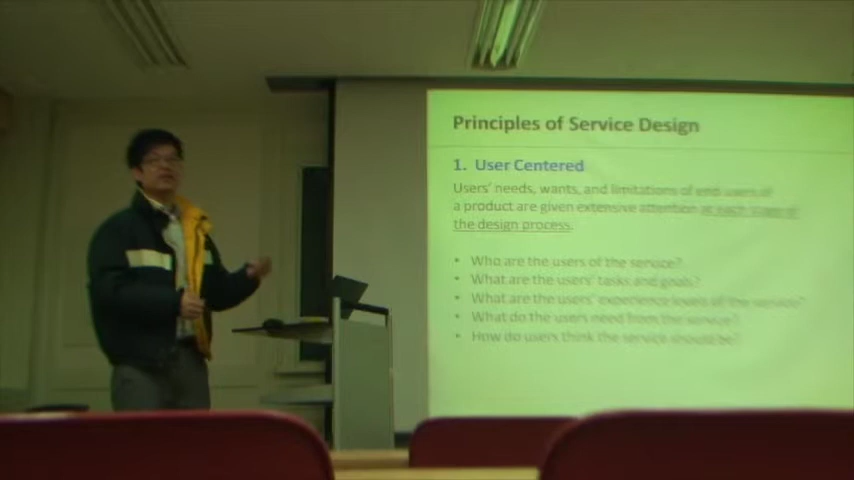 Principles of Service Design
1. User Centered
Users' needs, wants, and limitations of end users of
a product are given extensive attention at each stage of
the design process.
• Who are the users of the service?
• What are the users' tasks and goals?
• What are the users' experience levels of the service?
• What do the users need from the service?
• How do users think the service should be?